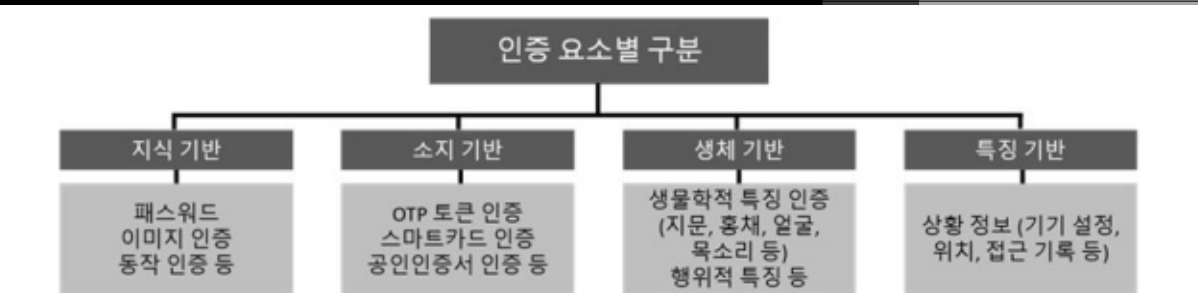 인증 요소별 구분
지식 기반
패스워드
이미지 인증
동작 인증 등
소지 기반
OTP 토큰 인증
스마트카드 인증
공인인증서 인증 등
생체 기반
생물학적 특징 인증
(지문, 홍채, 얼굴,
목소리 등)
행위적 특징 등
특징 기반
상황 정보 (기기 설정,
위치, 접근 기록 등)